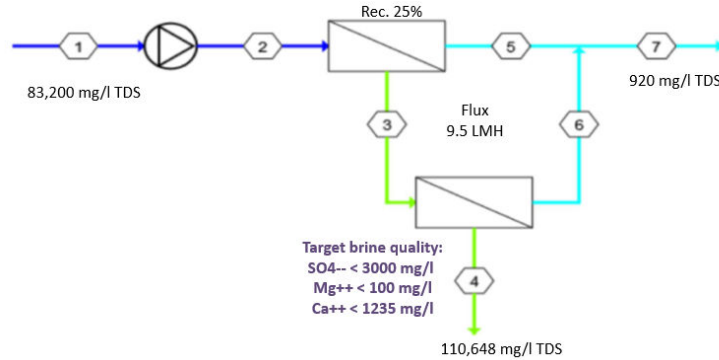 Rec. 25%
1
2
5
7
83,200 mg/l TDS
920 mg/l TDS
Flux
9.5 LMH
3
6
Target brine quality:
SO4-- < 3000 mg/l
Mg++ < 100 mg/l
Ca++ < 1235 mg/l
4
110,648 mg/l TDS